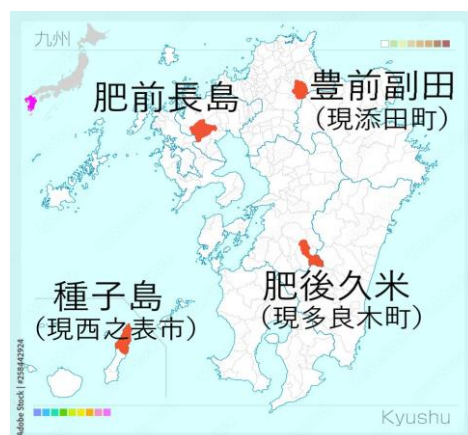 九州
肥前長島
豊前副田
(現添田町)
種子島
(現西之表市)
肥後久米
(現多良木町)
Kyushu
Adobe Stock | #258442924